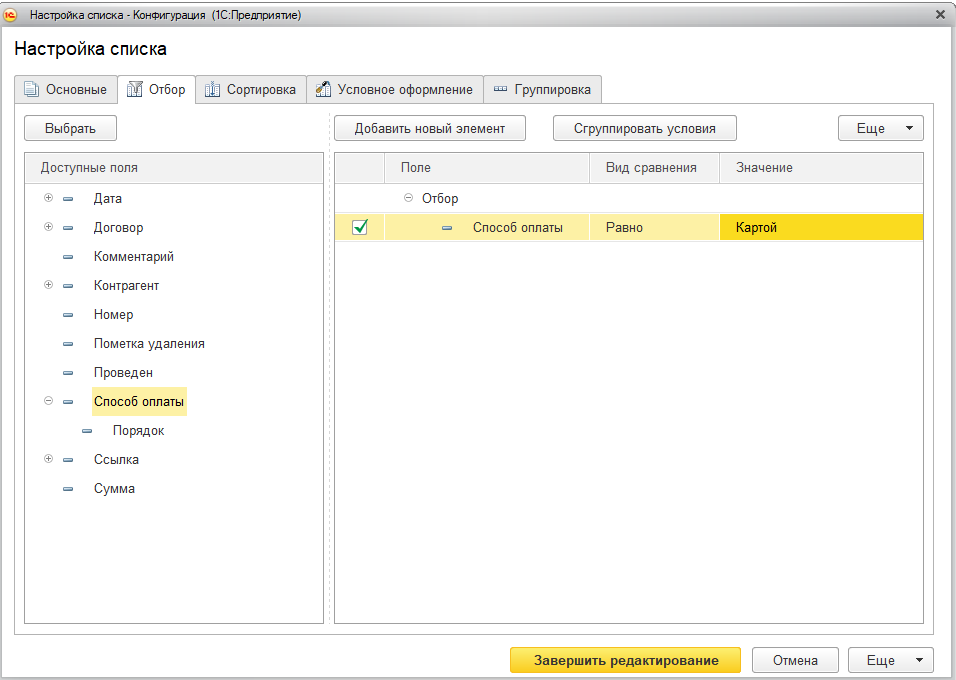 Настройка списка - Конфигурация (1С:Предприятие)
Настройка списка
Основные Отбор Сортировка Условное оформление Группировка
Выбрать Добавить новый элемент Сгруппировать условия Еще
Доступные поля Поле Вид сравнения Значение
Дата Отбор
Договор Способ оплаты Равно Картой
Комментарий
Контрагент
Номер
Пометка удаления
Проведен
Способ оплаты
Порядок
Ссылка
Сумма
Завершить редактирование Отмена Еще